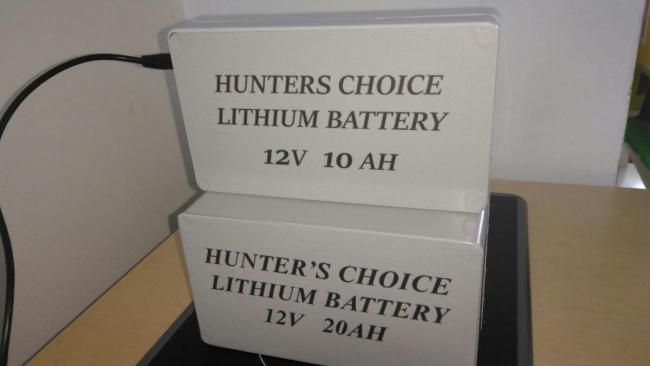 HUNTERS CHOICE
LITHIUM BATTERY
12V 10 AH
HUNTER'S CHOICE
LITHIUM BATTERY
12V 20AH